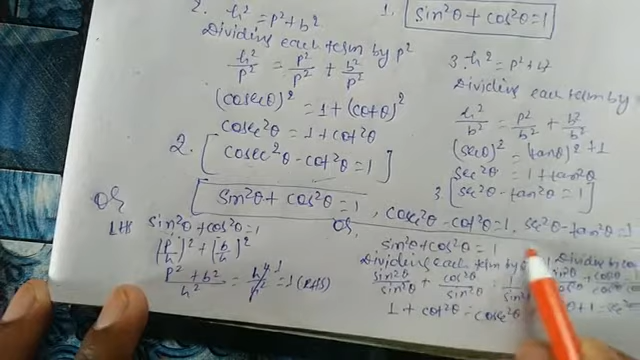 2. h² = p² + b²
Dividing each term by p²
h²/p² = p²/p² + b²/p²
(cosecθ)² = 1 + (cotθ)²
cosec²θ = 1 + cot²θ
2. [cosec²θ - cot²θ = 1]
1. sin²θ + cos²θ = 1
3. h² = p² + b²
Dividing each term by
h²/b² = p²/b² + b²/b²
(secθ)² = (tanθ)² + 1
sec²θ = 1 + tan²θ
3. [sec²θ - tan²θ = 1]
[sin²θ + cos²θ = 1, cosec²θ - cot²θ = 1, sec²θ - tan²θ = 1
Or
LHS sin²θ + cos²θ = 1
(p/h)² + (b/h)²
p² + b²/h² = h²/h² = 1 (RHS)
or,
sin²θ + cos²θ = 1
Dividing each term by
sin²θ/sin²θ + cos²θ/sin²θ =
1 + cot²θ = cosec²θ